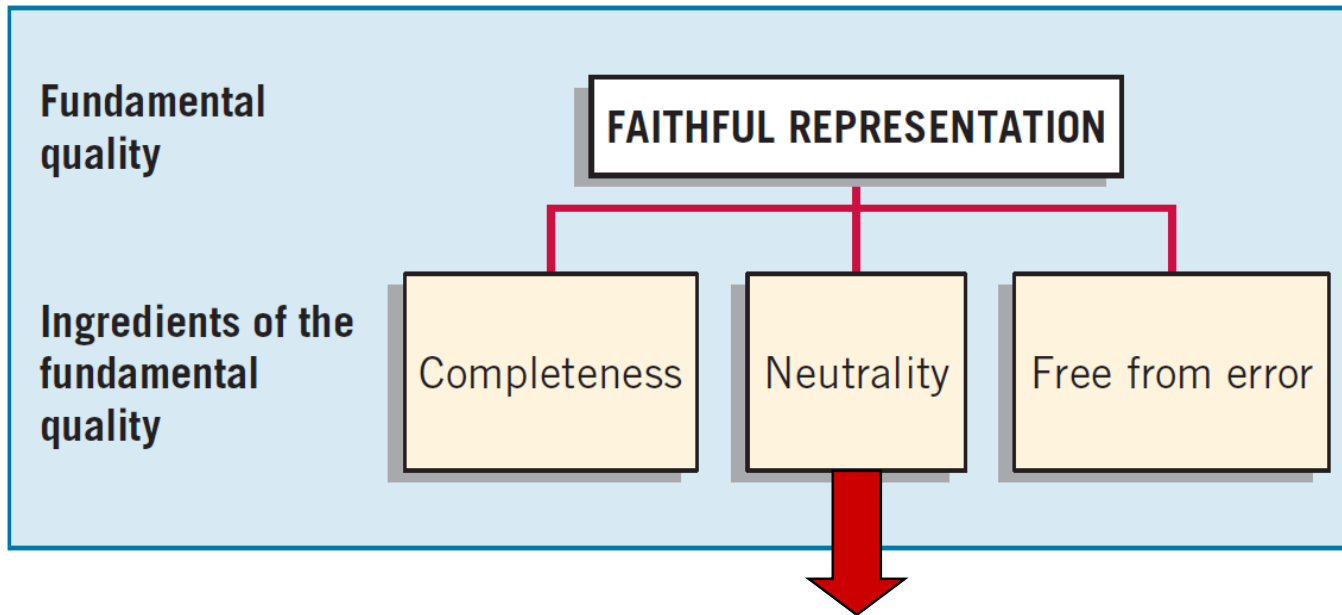 Fundamental
quality
FAITHFUL REPRESENTATION
Ingredients of the
fundamental
quality
Completeness
Neutrality
Free from error